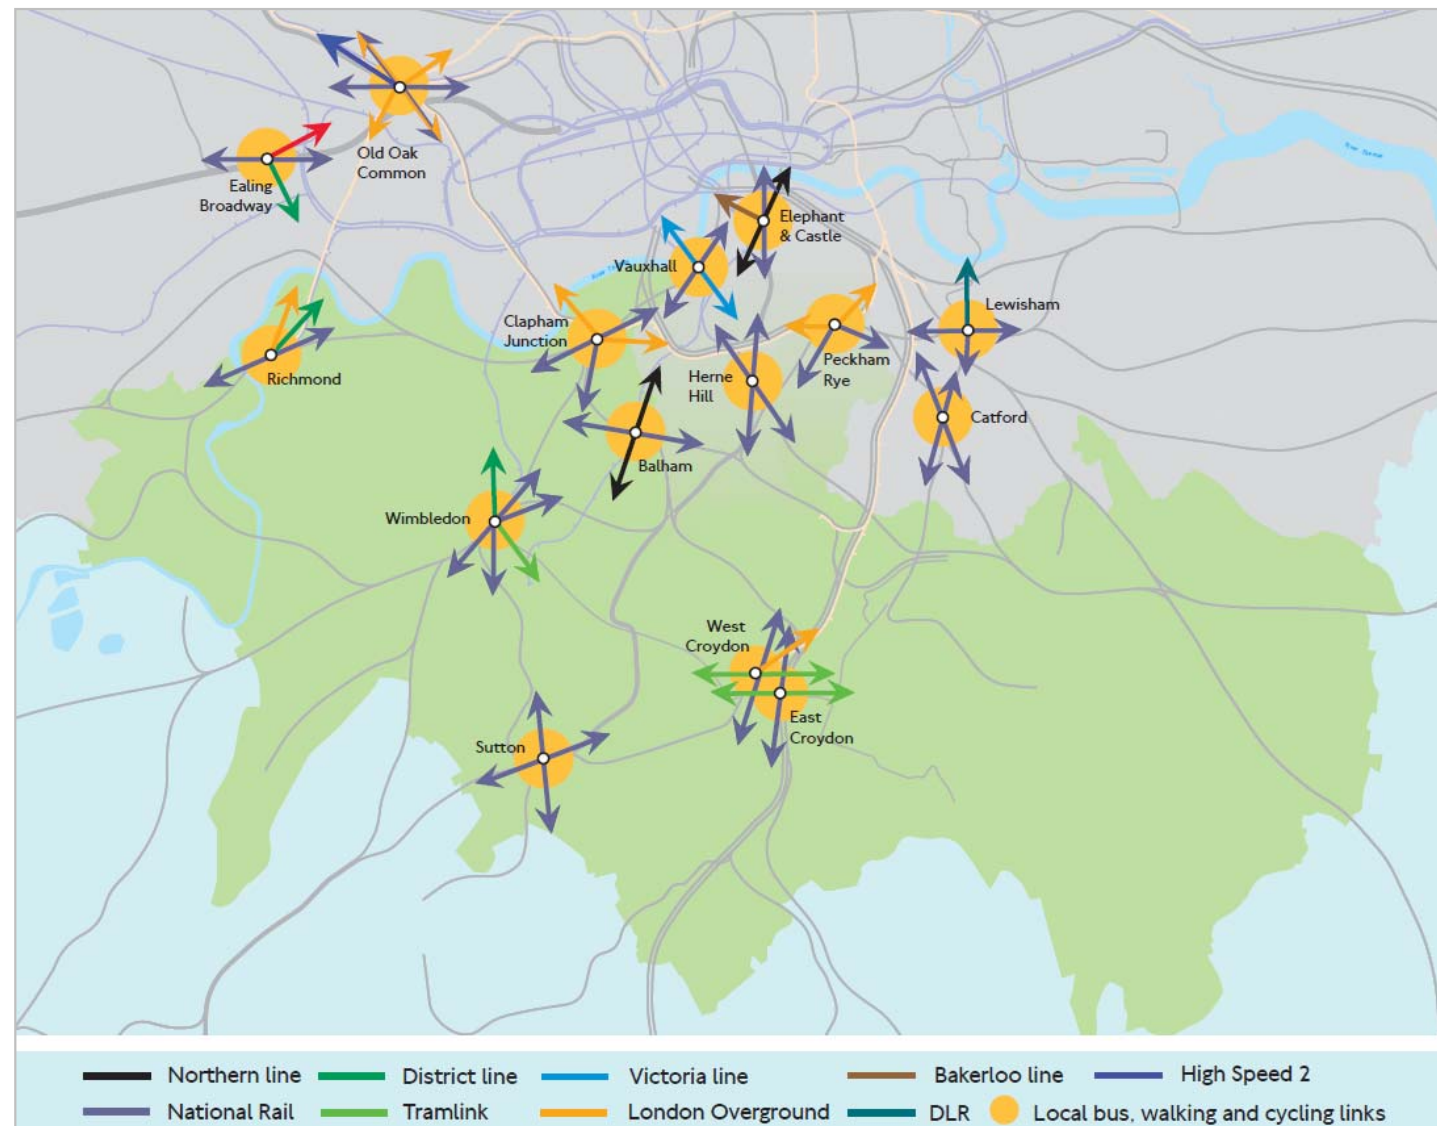 Old Oak
Common
Ealing
Broadway
Elephant
& Castle
Vauxhall
Lewisham
Clapham
Junction
Richmond
Peckham
Rye
Herne
Hill
Catford
Balham
Wimbledon
West
Croydon
East
Croydon
Sutton
Northern line
District line
Victoria line
Bakerloo line
High Speed 2
National Rail
Tramlink
London Overground
DLR
Local bus, walking and cycling links